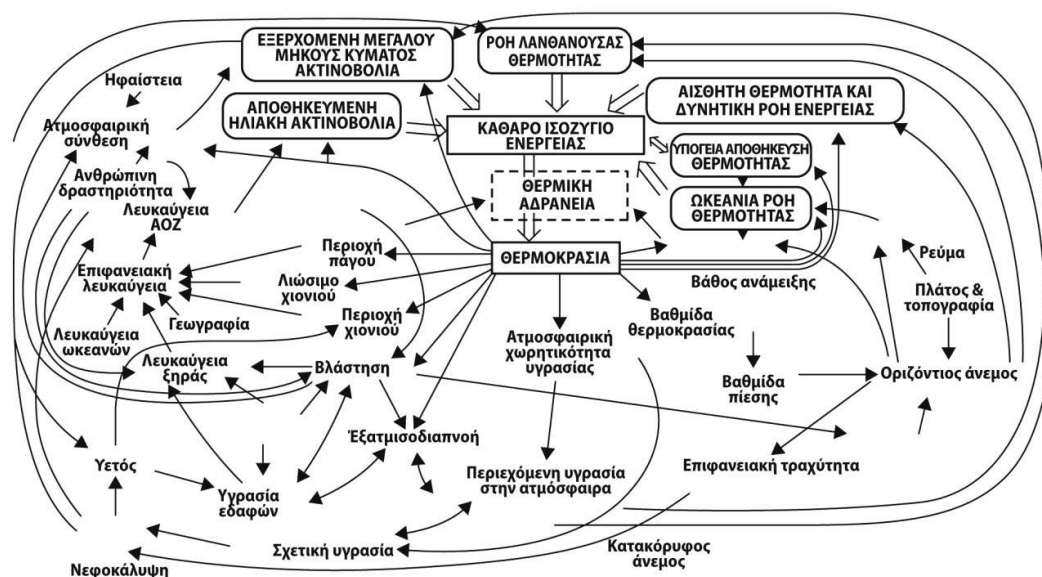 ΕΞΕΡΧΟΜΕΝΗ ΜΕΓΑΛΟΥ
ΜΗΚΟΥΣ ΚΥΜΑΤΟΣ
ΑΚΤΙΝΟΒΟΛΙΑ
ΡΟΗ ΛΑΝΘΑΝΟΥΣΑΣ
ΘΕΡΜΟΤΗΤΑΣ
Ηφαίστεια
ΑΠΟΘΗΚΕΥΜΕΝΗ
ΗΛΙΑΚΗ ΑΚΤΙΝΟΒΟΛΙΑ
ΑΙΣΘΗΤΗ ΘΕΡΜΟΤΗΤΑ ΚΑΙ
ΔΥΝΗΤΙΚΗ ΡΟΗ ΕΝΕΡΓΕΙΑΣ
Ατμοσφαιρική
σύνθεση
ΚΑΘΑΡΟ ΙΣΟΖΥΓΙΟ
ΕΝΕΡΓΕΙΑΣ
ΥΠΟΓΕΙΑ ΑΠΟΘΗΚΕΥΣΗ
ΘΕΡΜΟΤΗΤΑΣ
Ανθρώπινη
δραστηριότητα
Λευκαύγεια
ΑΟΖ
ΘΕΡΜΙΚΗ
ΑΔΡΑΝΕΙΑ
ΩΚΕΑΝΙΑ ΡΟΗ
ΘΕΡΜΟΤΗΤΑΣ
Περιοχή
πάγου
ΘΕΡΜΟΚΡΑΣΙΑ
Ρεύμα
Επιφανειακή
λευκαύγεια
Λιώσιμο
χιονιού
Βάθος ανάμειξης
Πλάτος &
τοπογραφία
Γεωγραφία
Περιοχή
χιονιού
Βαθμίδα
θερμοκρασίας
Λευκαύγεια
ωκεανών
Ατμοσφαιρική
χωρητικότητα
υγρασίας
Λευκαύγεια
ξηράς
Βλάστηση
Βαθμίδα
πίεσης
Οριζόντιος άνεμος
Εξατμισοδιαπνοή
Υετός
Περιεχόμενη υγρασία
στην ατμόσφαιρα
Επιφανειακή τραχύτητα
Υγρασία
εδαφών
Σχετική υγρασία
Κατακόρυφος
άνεμος
Νεφοκάλυψη